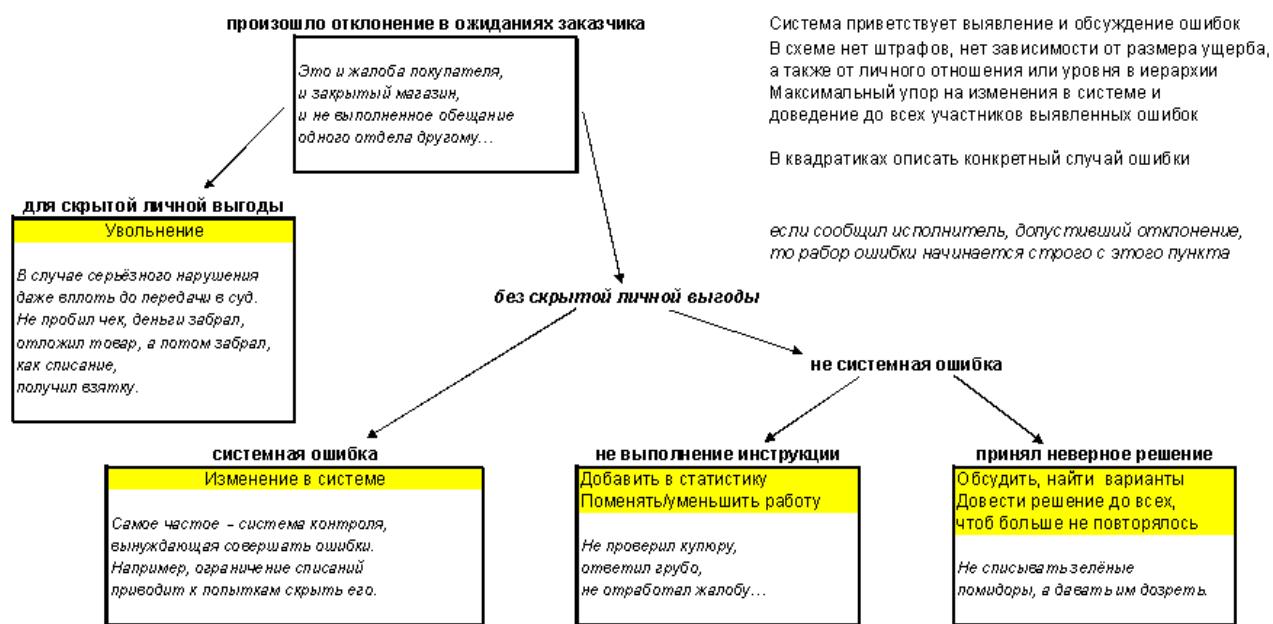 произошло отклонение в ожиданиях заказчика
Это и жалоба покупателя,
и закрытый магазин,
и не выполненное обещание
одного отдела другому...
Система приветствует выявление и обсуждение ошибок
В схеме нет штрафов, нет зависимости от размера ущерба,
а также от личного отношения или уровня в иерархии
Максимальный упор на изменения в системе и
доведение до всех участников выявленных ошибок
В квадратиках описать конкретный случай ошибки
если сообщил исполнитель, допустивший отклонение,
то рабор ошибки начинается строго с этого пункта
для скрытой личной выгоды
Увольнение
В случае серьёзного нарушения
даже вплоть до передачи в суд.
Не пробил чек, деньги забрал,
отложил товар, а потом забрал,
как списание,
получил взятку.
без скрытой личной выгоды
не системная ошибка
системная ошибка
Изменение в системе
Самое частое – система контроля,
вынуждающая совершать ошибки.
Например, ограничение списаний
приводит к попыткам скрыть его.
не выполнение инструкции
Добавить в статистику
Поменять/уменьшить работу
Не проверил купюру,
ответил грубо,
не отработал жалобу...
принял неверное решение
Обсудить, найти варианты
Довести решение до всех,
чтоб больше не повторялось
Не списывать зелёные
помидоры, а давать им дозреть.